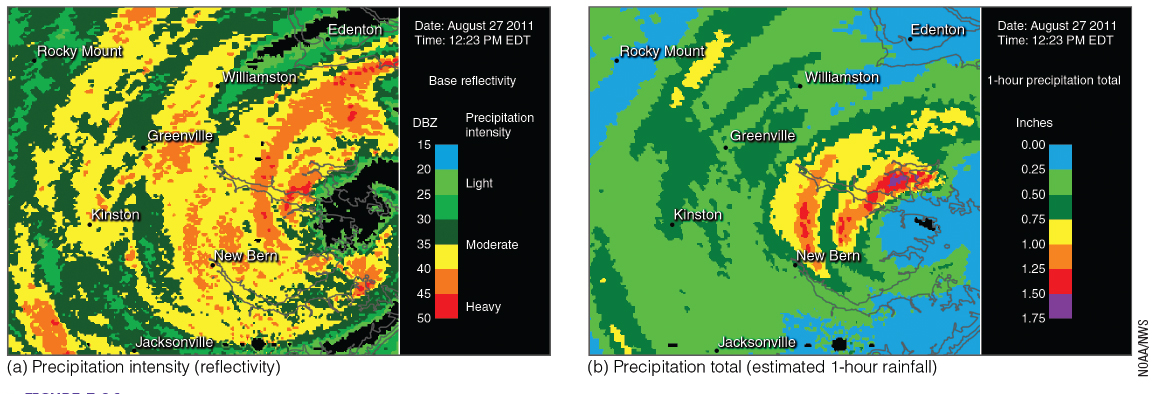 Rocky Mount
Edenton
Williamston
Greenville
Kinston
New Bern
Jacksonville
Date: August 27 2011
Time: 12:23 PM EDT
Base reflectivity
DBZ
Precipitation
intensity
15
20
Light
25
30
Moderate
35
40
45
Heavy
50
(a) Precipitation intensity (reflectivity)
Rocky Mount
Edenton
Williamston
Greenville
Kinston
New Bern
Jacksonville
Date: August 27 2011
Time: 12:23 PM EDT
1-hour precipitation total
Inches
0.00
0.25
0.50
0.75
1.00
1.25
1.50
1.75
(b) Precipitation total (estimated 1-hour rainfall)
NOAA/NWS